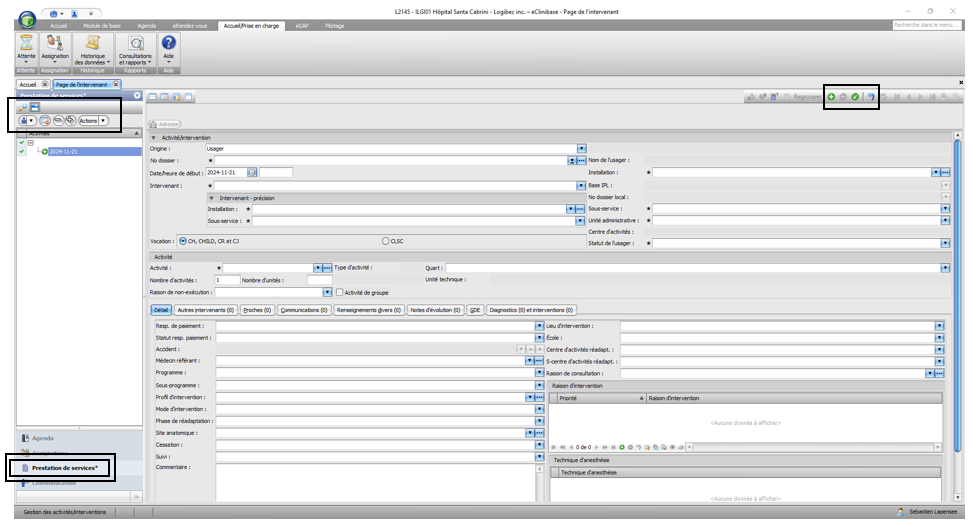 L2145 - ILGI01 Hôpital Santa Cabrini - Logibec inc. – eClinibase - Page de l'intervenant
Accueil Module de base Agenda eRendez-vous Accueil/Prise en charge eGAP Pilotage
Recherche dans le menu...
Attente Assignation Historique des données Consultations et rapports Aide
Attente Assignation Historique Rapports Aide
Accueil Page de l'intervenant
Prestation de services*
Regrouper
Actions
Adresse
Activités
2024-11-21
Activité/intervention
Origine : Usager
No dossier : Nom de l'usager :
Date/heure de début : 2024-11-21 Installation :
Intervenant : Base IPL :
Intervenant - précision No dossier local :
Installation : Sous-service :
Sous-service : Unité administrative :
Centre d'activités :
Vocation : CH, CHSLD, CR et CJ CLSC Statut de l'usager :
Activité
Activité : Type d'activité : Quart :
Nombre d'activités : 1 Nombre d'unités : Unité technique :
Raison de non-exécution : Activité de groupe
Détail Autres intervenants (0) Proches (0) Communications (0) Renseignements divers (0) Notes d'évolution (0) GDE Diagnostics (0) et interventions (0)
Resp. de paiement : Lieu d'intervention :
Statut resp. paiement : École :
Accident : Centre d'activités réadapt. :
Médecin référant : S-centre d'activités réadapt. :
Programme : Raison de consultation :
Sous-programme : Raison d'intervention
Profil d'intervention : Priorité Raison d'intervention
Mode d'intervention :
Phase de réadaptation : <Aucune donnée à afficher>
Site anatomique :
Cessation : 0 de 0
Suivi : Technique d'anesthésie
Commentaire : Technique d'anesthésie
<Aucune donnée à afficher>
Agenda
Prestation de services*
Communication
Gestion des activités/interventions Sebastien Lapensee